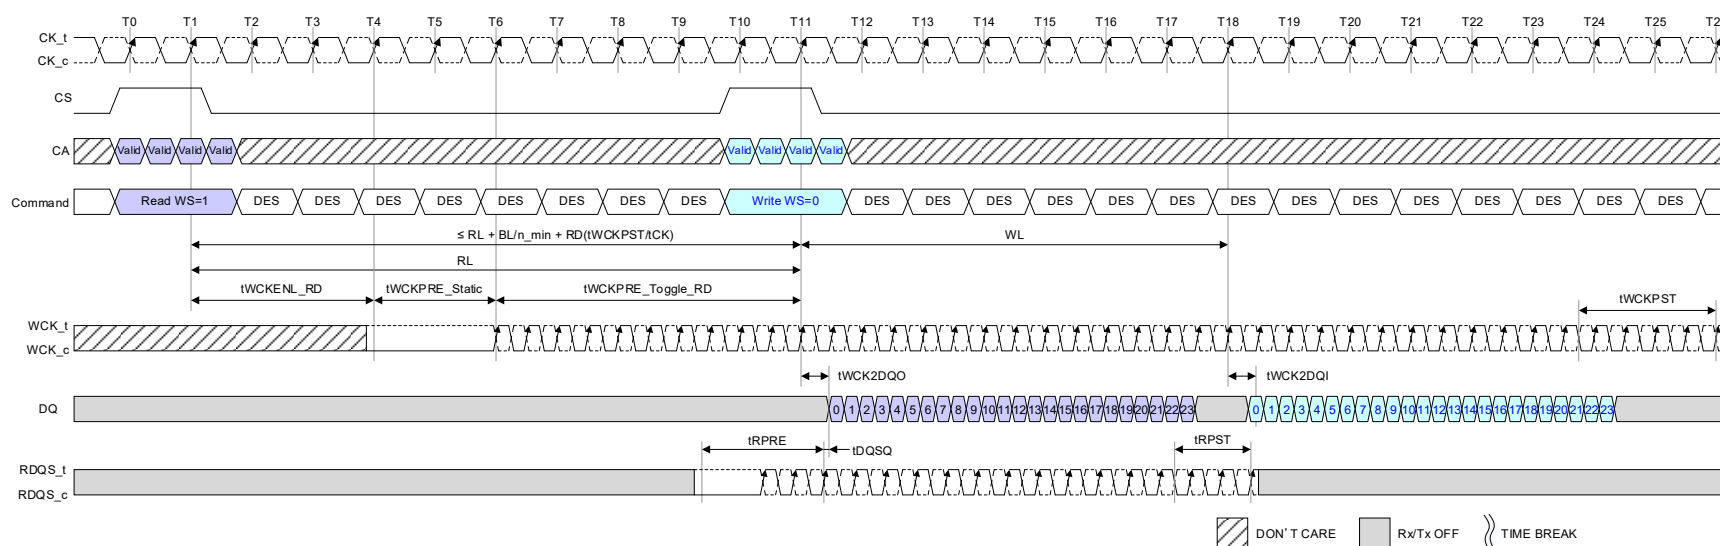 T0 T1 T2 T3 T4 T5 T6 T7 T8 T9 T10 T11 T12 T13 T14 T15 T16 T17 T18 T19 T20 T21 T22 T23 T24 T25
CK_t
CK_c
CS
CA Valid Valid Valid Valid Valid Valid Valid Valid
Command Read WS=1 DES DES DES DES DES DES DES DES Write WS=0 DES DES DES DES DES DES DES DES DES DES DES DES DES DES
≤ RL + BL/n_min + RD(tWCKPST/tCK) WL
RL
tWCKENL_RD tWCKPRE_Static tWCKPRE_Toggle_RD tWCKPST
WCK_t
WCK_c
tWCK2DQO tWCK2DQI
DQ 0 1 2 3 4 5 6 7 8 9 10 11 12 13 14 15 16 17 18 19 20 21 22 23 0 1 2 3 4 5 6 7 8 9 10 11 12 13 14 15 16 17 18 19 20 21 22 23
tRPRE tDQSQ tRPST
RDQS_t
RDQS_c
DON'T CARE Rx/Tx OFF TIME BREAK